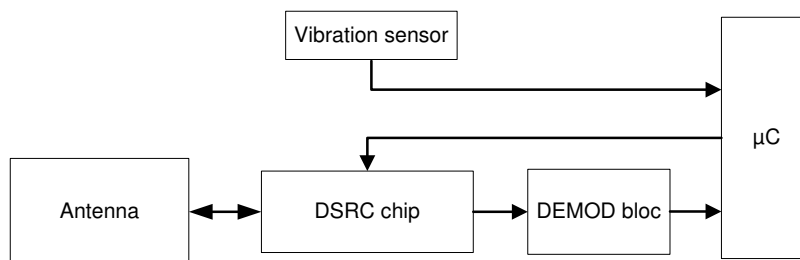 Vibration sensor
µC
Antenna
DSRC chip
DEMOD bloc